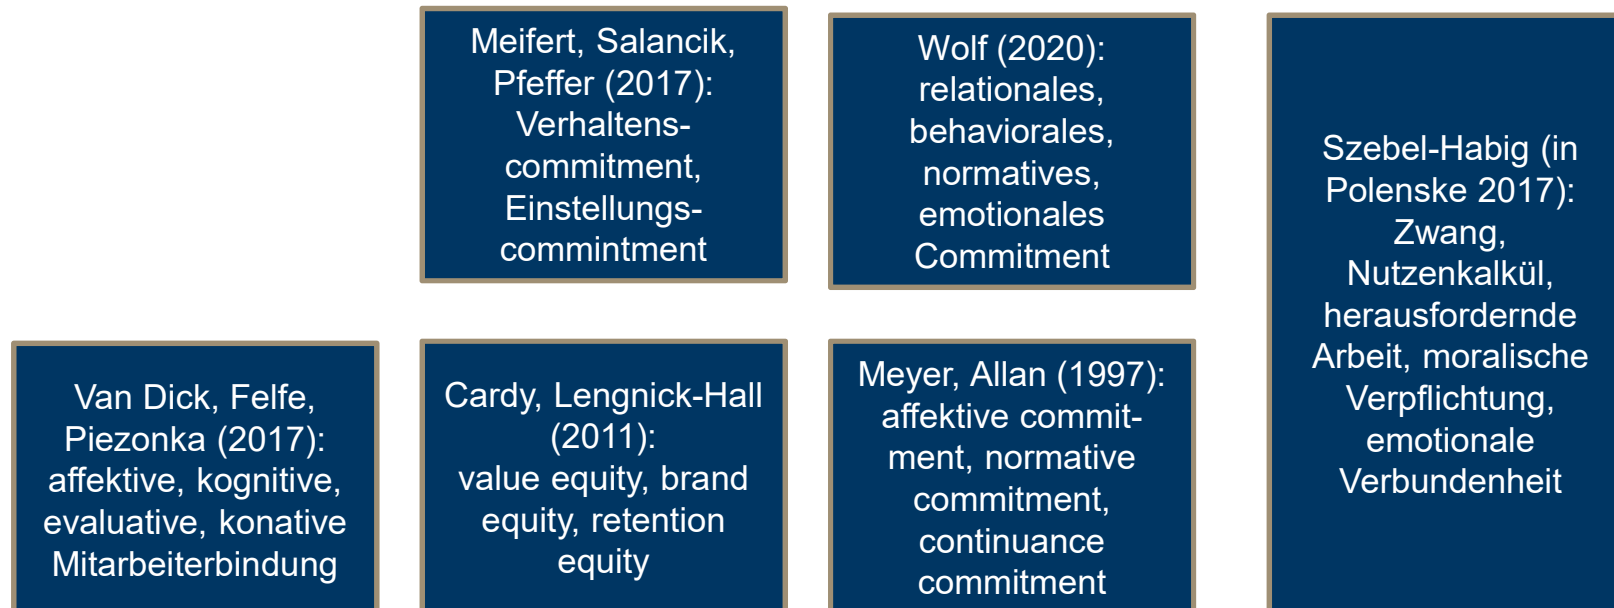 Meifert, Salancik,
Pfeffer (2017):
Verhaltens-
commitment,
Einstellungs-
commintment
Wolf (2020):
relationales,
behaviorales,
normatives,
emotionales
Commitment
Szebel-Habig (in
Polenske 2017):
Zwang,
Nutzenkalkül,
herausfordernde
Arbeit, moralische
Verpflichtung,
emotionale
Verbundenheit
Van Dick, Felfe,
Piezonka (2017):
affektive, kognitive,
evaluative, konative
Mitarbeiterbindung
Cardy, Lengnick-Hall
(2011):
value equity, brand
equity, retention
equity
Meyer, Allan (1997):
affektive commit-
ment, normative
commitment,
continuance
commitment